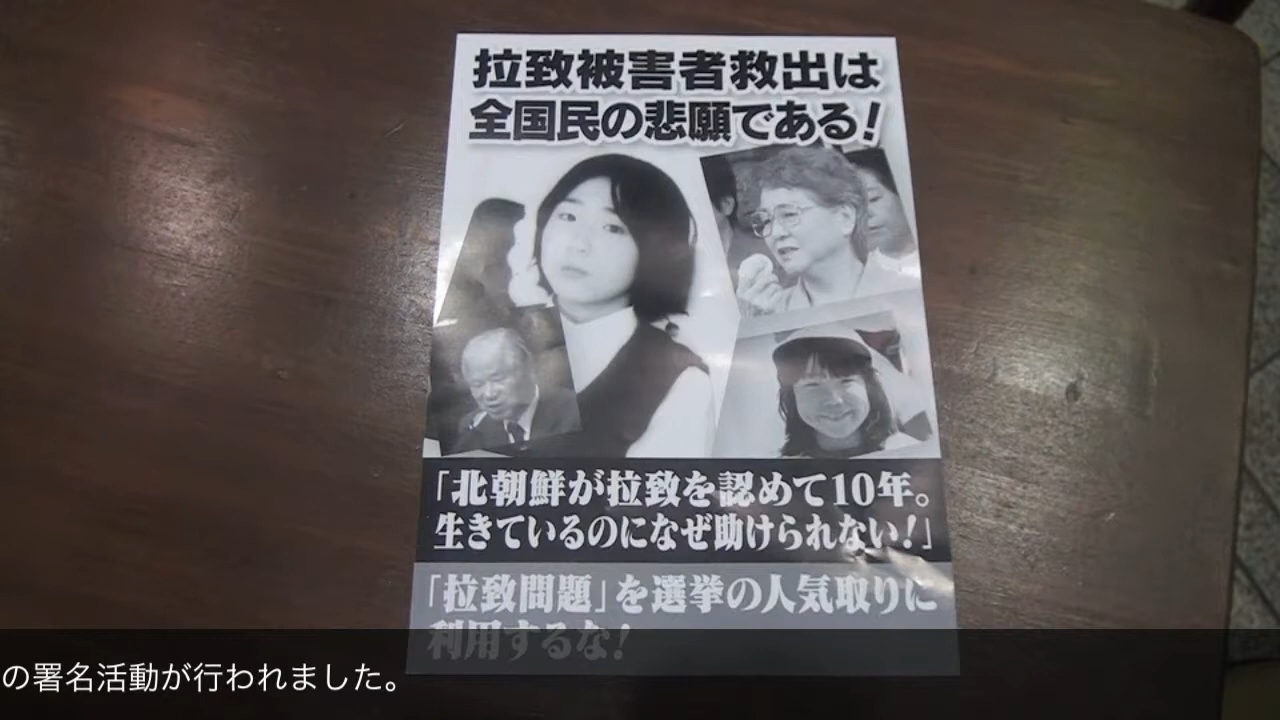 拉致被害者救出は
全国民の悲願である!
「北朝鮮が拉致を認めて10年。
生きているのになぜ助けられない!」
「拉致問題」を選挙の人気取りに
利用するな!
の署名活動が行われました。